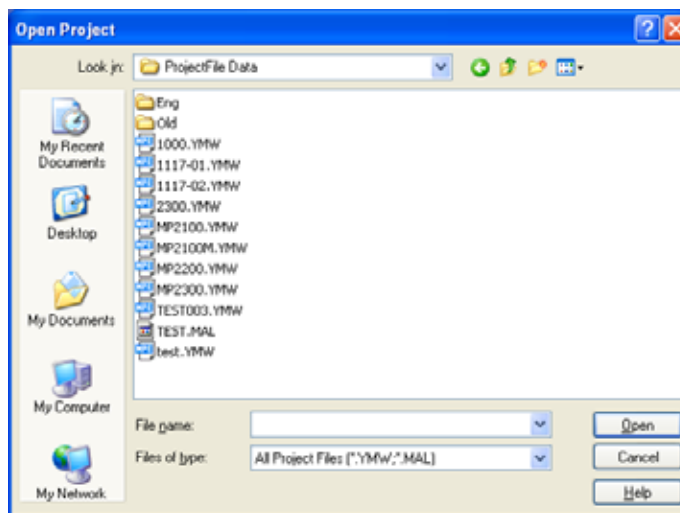 Open Project
Look in: ProjectFile Data
My Recent
Documents
Desktop
My Documents
My Computer
My Network
Eng
Old
1000.YMW
1117-01.YMW
1117-02.YMW
2300.YMW
MP2100.YMW
MP2100M.YMW
MP2200.YMW
MP2300.YMW
TEST003.YMW
TEST.MAL
test.YMW
File name:
Open
Files of type: All Project Files (*.YMW;*.MAL)
Cancel
Help